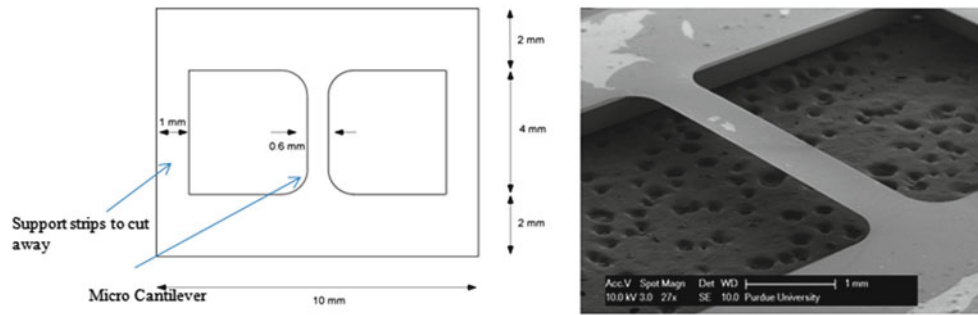 2 mm
1 mm
4 mm
0.6 mm
Support strips to cut
away
2 mm
Micro Cantilever
10 mm
Acc.V Spot Magn Det WD 1 mm
10.0 kV 3.0 27x SE 10.0 Purdue University